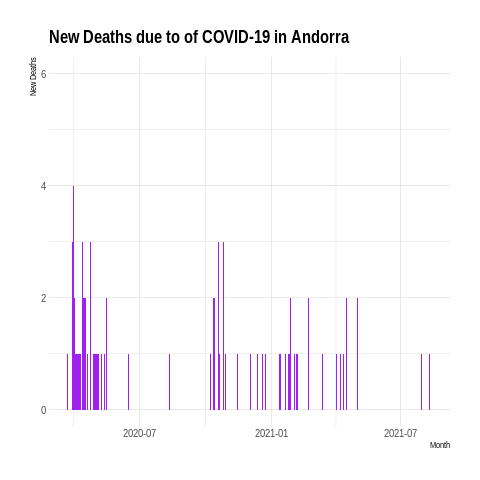 New Deaths due to of COVID-19 in Andorra
New Deaths
6
4
2
0
2020-07
2021-01
2021-07
Month